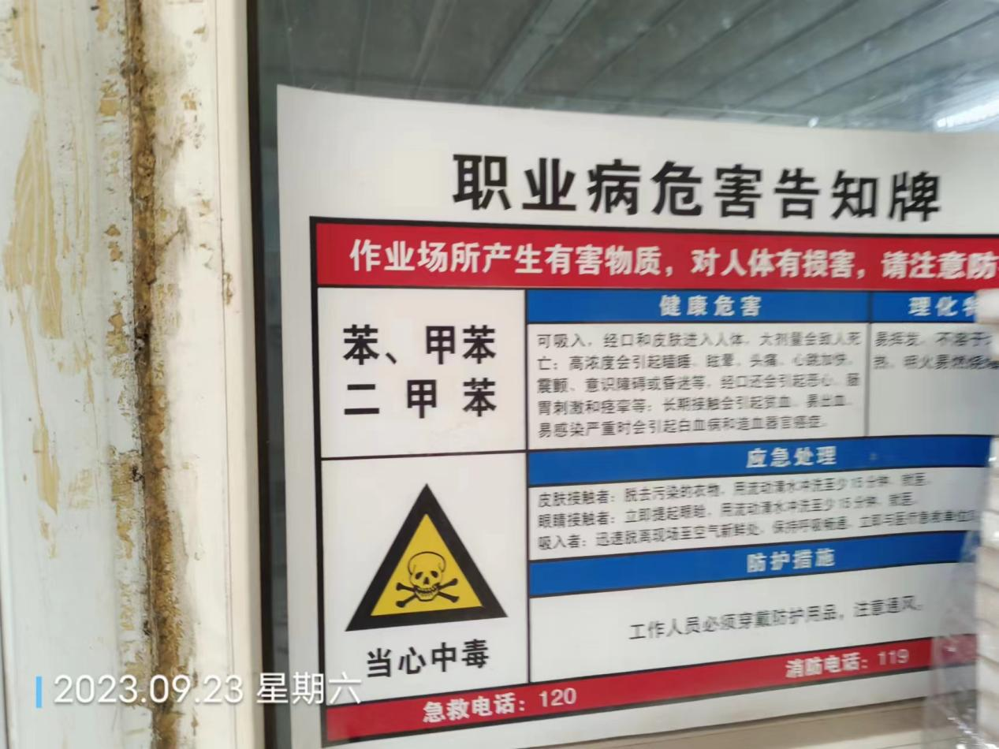 职业病危害告知牌
作业场所产生有害物质，对人体有损害，请注意防
苯、甲苯
二甲苯
健康危害
可吸入，经口和皮肤进入人体，大剂量会致人死
亡；高浓度会引起嗑睡、眩晕、头痛、心跳加快、
震颤、意识障碍或昏迷等，经口还会引起恶心、肠
胃刺激和痉挛等；长期接触会引起贫血、易出血、
易感染严重时会引起白血病和造血器官癌症。
理化特
易挥发，不溶于
热、明火易燃烧
应急处理
皮肤接触者：脱去污染的衣物，用流动清水冲洗至少15分钟，就医。
眼睛接触者：立即提起眼睑，用流动清水冲洗至少15分钟，就医。
吸入者：迅速脱离现场至空气新鲜处，保持呼吸畅通，立即与医疗急救单位
防护措施
工作人员必须穿戴防护用品，注意通风。
当心中毒
急救电话：120
消防电话：119
2023.09.23 星期六